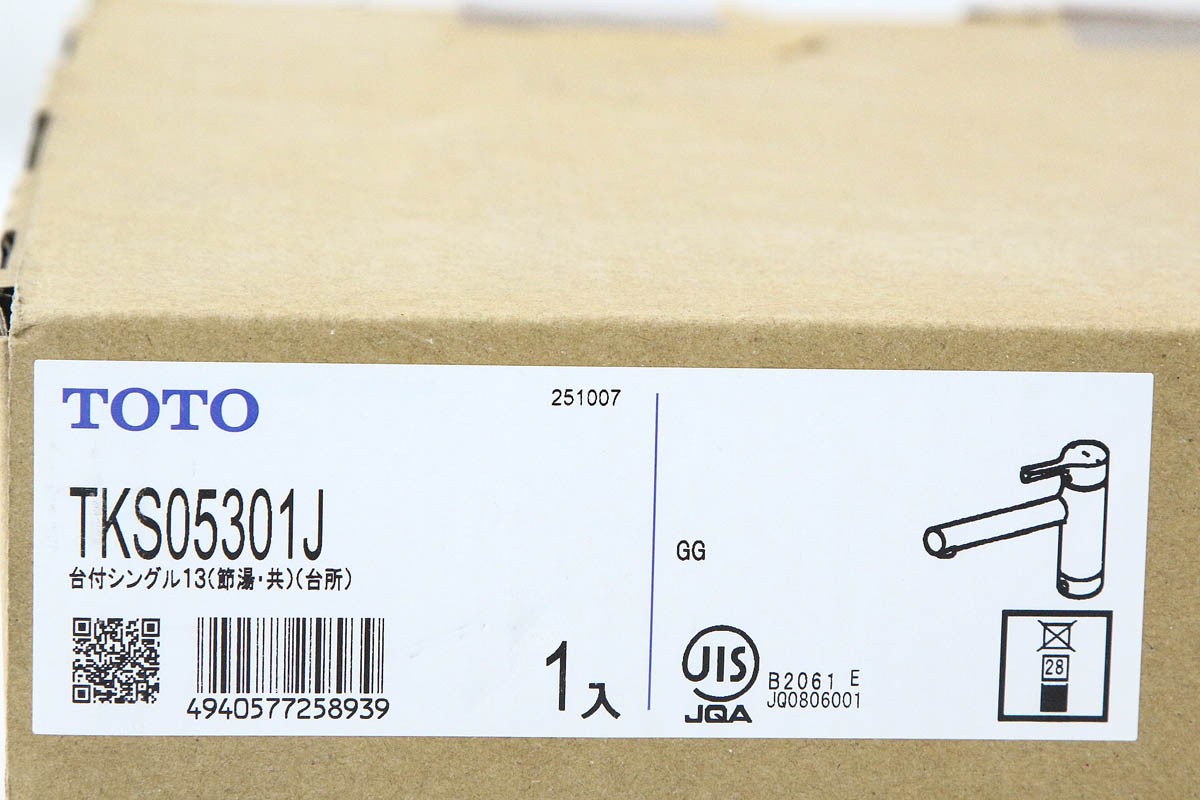 TOTO
251007
TKS05301J
台付シングル13(節湯・共)(台所)
4940577258939
1入
GG
JIS
JQA
B2061 E
JQ0806001
28